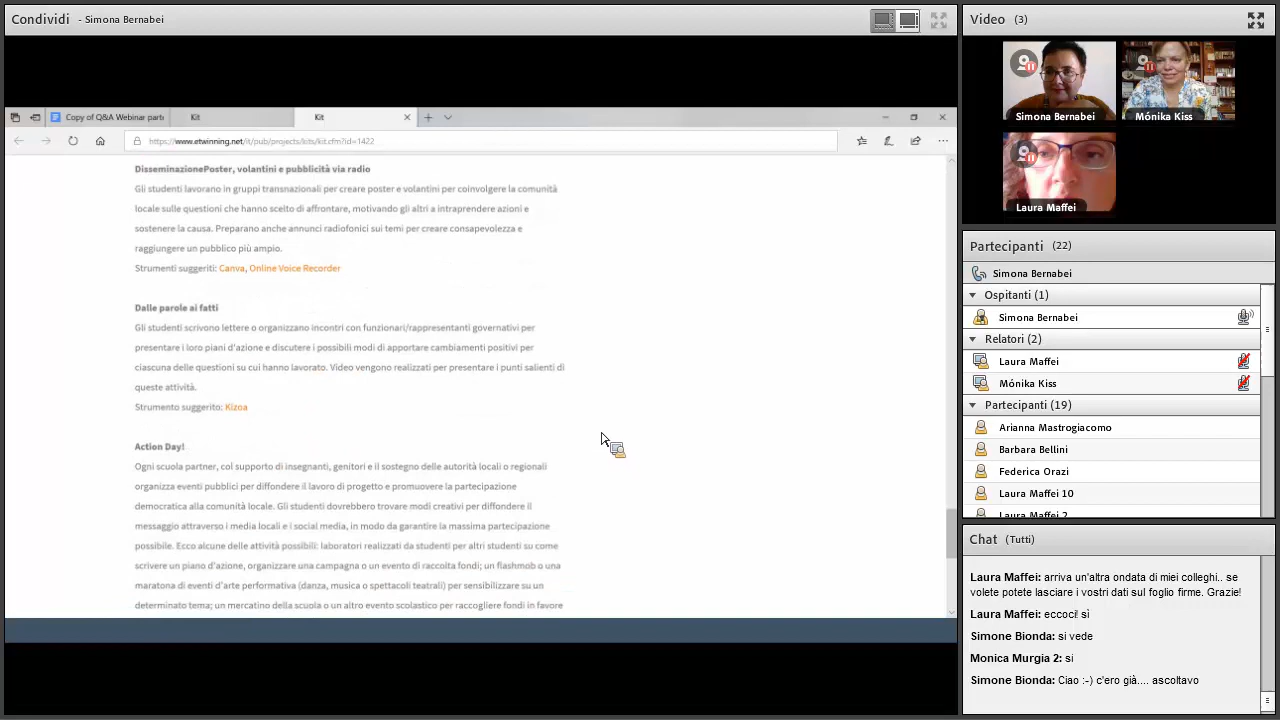 Condividi - Simona Bernabei
Copy of Q&A Webinar parte
Kit
Kit
https://www.etwinning.net/it/pub/projects/kits/kit.cfm?id=1422
DisseminazionePoster, volantini e pubblicità via radio
Gli studenti lavorano in gruppi transnazionali per creare poster e volantini per coinvolgere la comunità
locale sulle questioni che hanno scelto di affrontare, motivando gli altri a intraprendere azioni e
sostenere la causa. Preparano anche annunci radiofonici sui temi per creare consapevolezza e
raggiungere un pubblico più ampio.
Strumenti suggeriti: Canva, Online Voice Recorder
Dalle parole ai fatti
Gli studenti scrivono lettere o organizzano incontri con funzionari/rappresentanti governativi per
presentare i loro piani d'azione e discutere i possibili modi di apportare cambiamenti positivi per
ciascuna delle questioni su cui hanno lavorato. Video vengono realizzati per presentare i punti salienti di
queste attività.
Strumento suggerito: Kizoa
Action Day!
Ogni scuola partner, col supporto di insegnanti, genitori e il sostegno delle autorità locali o regionali
organizza eventi pubblici per diffondere il lavoro di progetto e promuovere la partecipazione
democratica alla comunità locale. Gli studenti dovrebbero trovare modi creativi per diffondere il
messaggio attraverso i media locali e i social media, in modo da garantire la massima partecipazione
possibile. Ecco alcune delle attività possibili: laboratori realizzati da studenti per altri studenti su come
scrivere un piano d'azione, organizzare una campagna o un evento di raccolta fondi; un flashmob o una
maratona di eventi d'arte performativa (danza, musica o spettacoli teatrali) per sensibilizzare su un
determinato tema; un mercatino della scuola o un altro evento scolastico per raccogliere fondi in favore
Video (3)
Simona Bernabei
Mónika Kiss
Laura Maffei
Partecipanti (22)
Simona Bernabei
Ospitanti (1)
Simona Bernabei
Relatori (2)
Laura Maffei
Mónika Kiss
Partecipanti (19)
Arianna Mastrogiacomo
Barbara Bellini
Federica Orazi
Laura Maffei 10
Laura Maffei 2
Chat (Tutti)
Laura Maffei: arriva un'altra ondata di miei colleghi.. se
volete potete lasciare i vostri dati sul foglio firme. Grazie!
Laura Maffei: eccoci! sì
Simone Bionda: si vede
Monica Murgia 2: si
Simone Bionda: Ciao :-) c'ero già.... ascoltavo